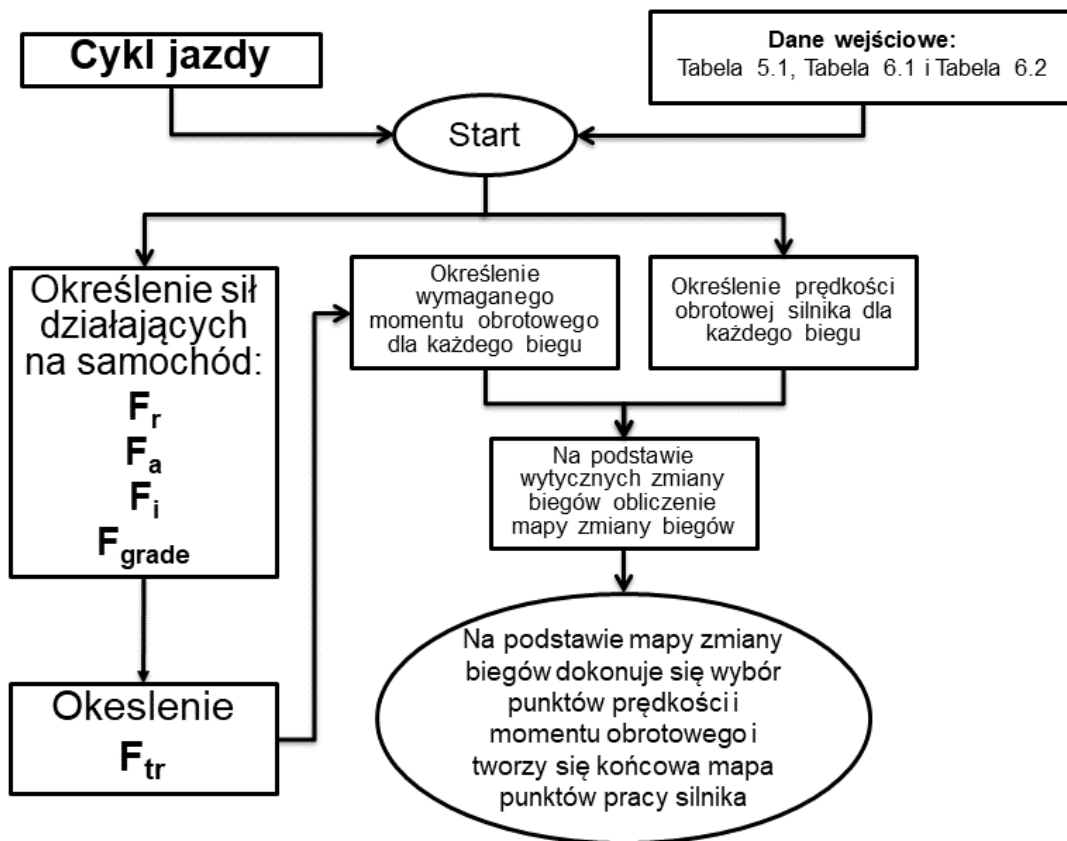 Cykl jazdy
Dane wejściowe:
Tabela 5.1, Tabela 6.1 i Tabela 6.2
Start
Określenie sił
działających
na samochód:
Fr
Fa
Fi
Fgrade
Określenie
wymaganego
momentu obrotowego
dla każdego biegu
Określenie prędkości
obrotowej silnika dla
każdego biegu
Na podstawie
wytycznych zmiany
biegów obliczenie
mapy zmiany biegów
Okeslenie
Ftr
Na podstawie mapy zmiany
biegów dokonuje się wybór
punktów prędkości i
momentu obrotowego i
tworzy się końcowa mapa
punktów pracy silnika